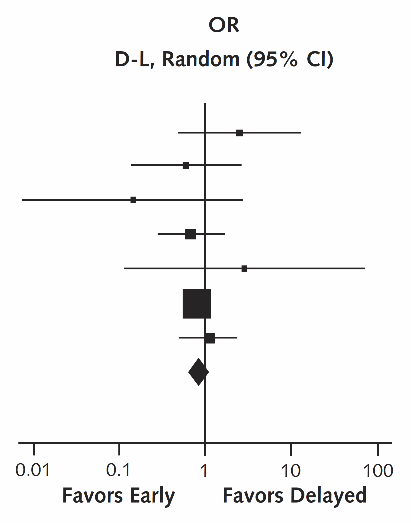 OR
D-L, Random (95% CI)
0.01 0.1 1 10 100
Favors Early Favors Delayed